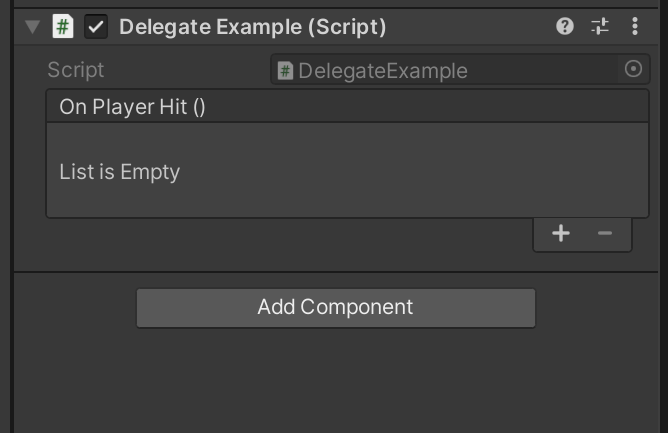 Delegate Example (Script)
Script
DelegateExample
On Player Hit ()
List is Empty
Add Component